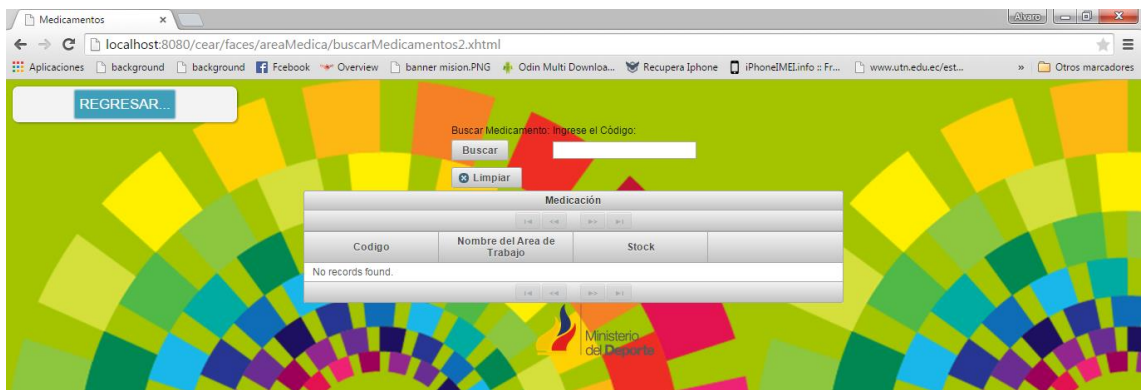 Medicamentos
Alvaro
localhost:8080/cear/faces/areaMedica/buscarMedicamentos2.xhtml
Aplicaciones background background Fcebook Overview banner mision.PNG Odin Multi Downloa... Recupera Iphone iPhoneIMEI.info :: Fr... www.utn.edu.ec/est... » Otros marcadores
REGRESAR...
Buscar Medicamento: Ingrese el Código:
Buscar
Limpiar
Medicación
Codigo
Nombre del Area de
Trabajo
Stock
No records found.
Ministerio
del Deporte